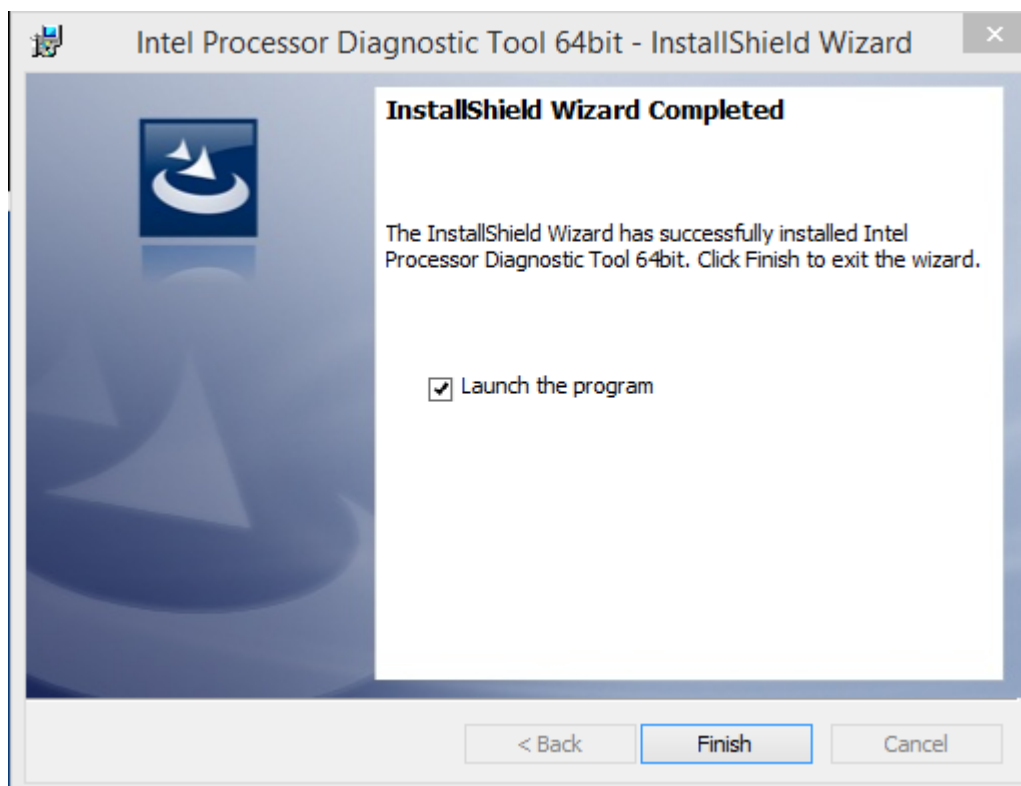 Intel Processor Diagnostic Tool 64bit - InstallShield Wizard
InstallShield Wizard Completed
The InstallShield Wizard has successfully installed Intel
Processor Diagnostic Tool 64bit. Click Finish to exit the wizard.
Launch the program
< Back Finish Cancel